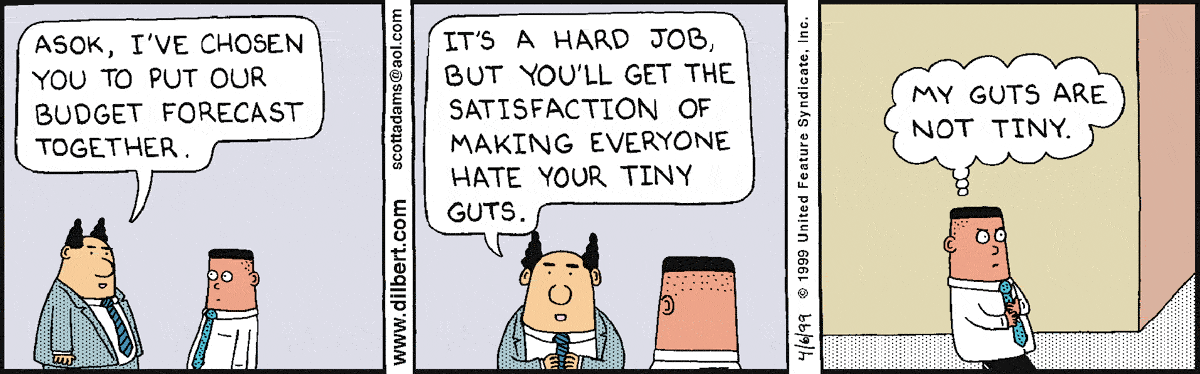 ASOK, I'VE CHOSEN
YOU TO PUT OUR
BUDGET FORECAST
TOGETHER.
www.dilbert.com scottadams@aol.com
IT'S A HARD JOB,
BUT YOU'LL GET THE
SATISFACTION OF
MAKING EVERYONE
HATE YOUR TINY
GUTS.
4/6/99 © 1999 United Feature Syndicate, Inc.
MY GUTS ARE
NOT TINY.